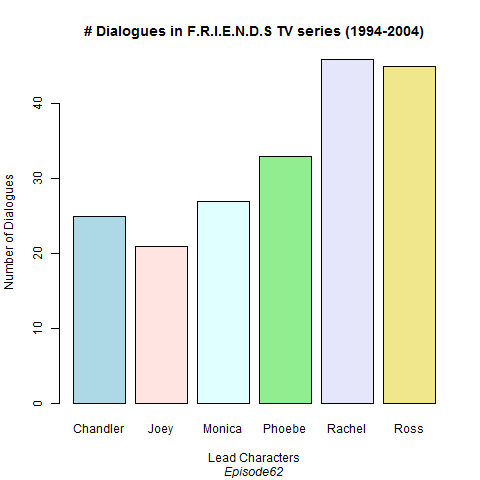 # Dialogues in F.R.I.E.N.D.S TV series (1994-2004)
Number of Dialogues
40
30
20
10
0
Chandler Joey Monica Phoebe Rachel Ross
Lead Characters
Episode62